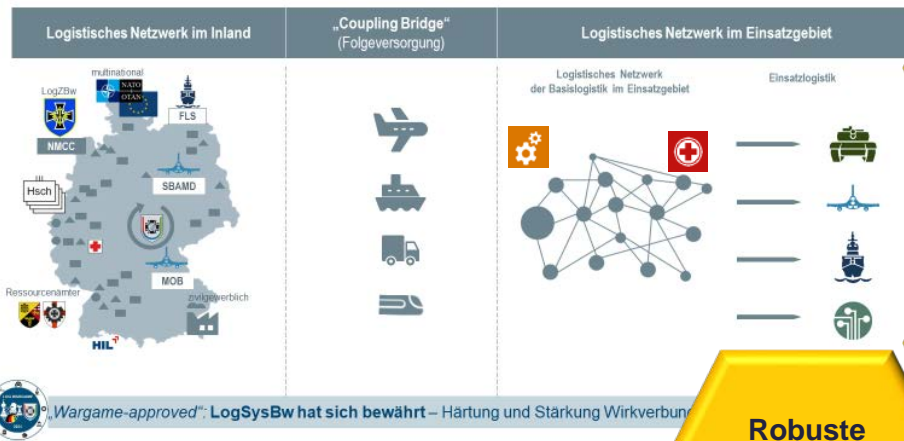 Logistisches Netzwerk im Inland
„Coupling Bridge“
(Folgeversorgung)
Logistisches Netzwerk im Einsatzgebiet
multinational
LogZBw
NATO
OTAN
FLS
NMCC
Hsch
SBAMD
MOB
Ressourcenämter
zivilgewerblich
HIL
Logistisches Netzwerk
der Basislogistik im Einsatzgebiet
Einsatzlogistik
„Wargame-approved“: LogSysBw hat sich bewährt – Härtung und Stärkung
Robuste